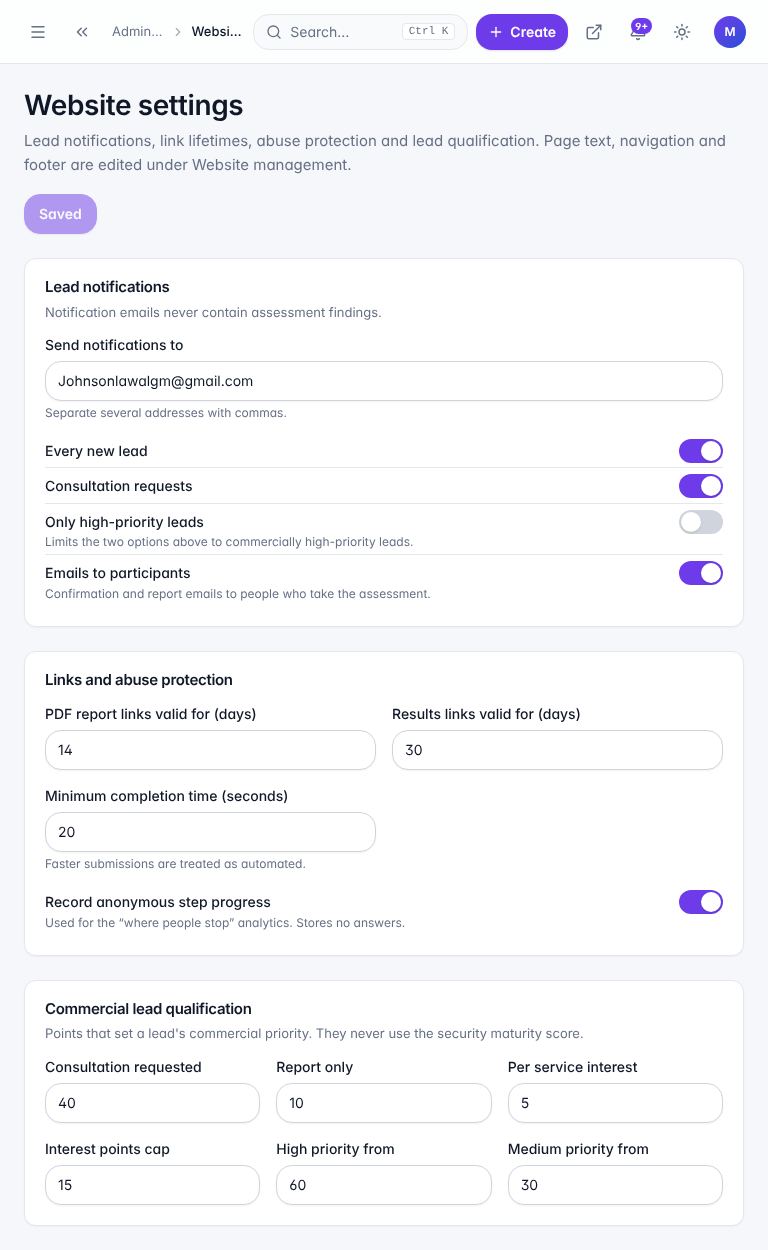 Admin...
Websi...
Search...
Ctrl K
Create
9+
M
Website settings
Lead notifications, link lifetimes, abuse protection and lead qualification. Page text, navigation and
footer are edited under Website management.
Saved
Lead notifications
Notification emails never contain assessment findings.
Send notifications to
Johnsonlawalgm@gmail.com
Separate several addresses with commas.
Every new lead
Consultation requests
Only high-priority leads
Limits the two options above to commercially high-priority leads.
Emails to participants
Confirmation and report emails to people who take the assessment.
Links and abuse protection
PDF report links valid for (days)
Results links valid for (days)
14
30
Minimum completion time (seconds)
20
Faster submissions are treated as automated.
Record anonymous step progress
Used for the “where people stop” analytics. Stores no answers.
Commercial lead qualification
Points that set a lead's commercial priority. They never use the security maturity score.
Consultation requested
Report only
Per service interest
40
10
5
Interest points cap
High priority from
Medium priority from
15
60
30